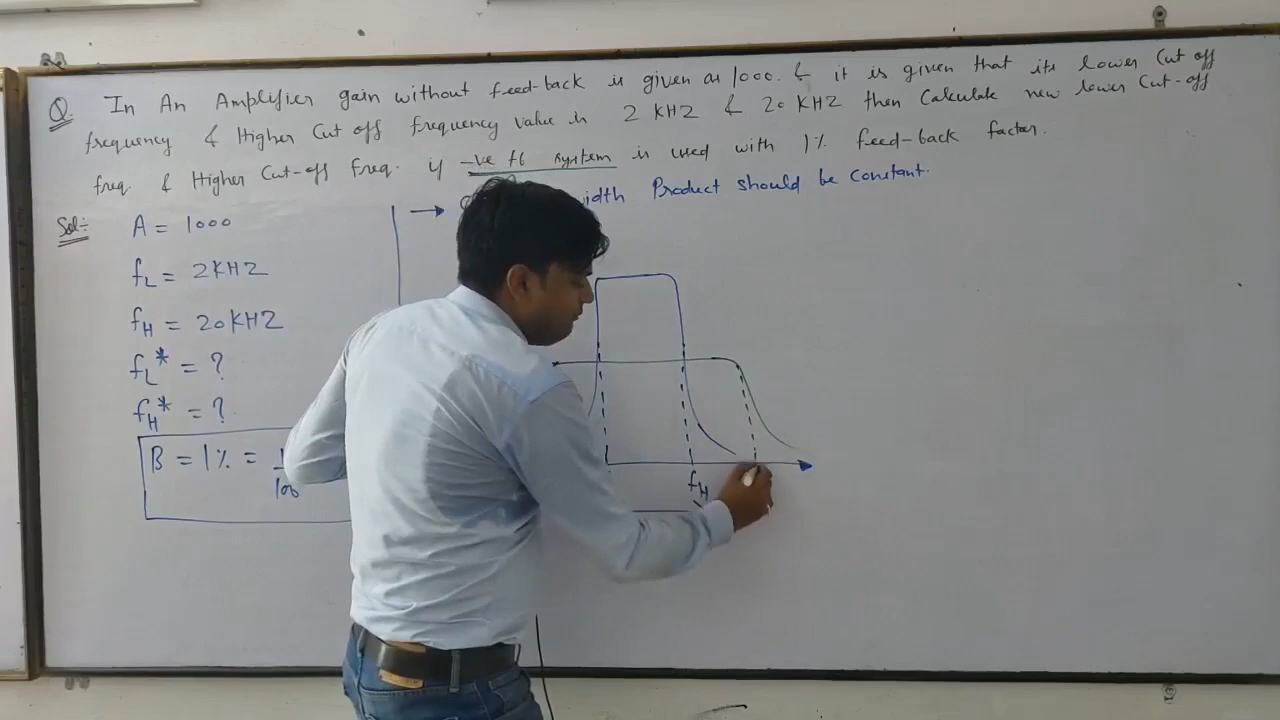 Q. In An Amplifier gain without feed-back is given as 1000. & it is given that its lower Cut off
frequency & Higher Cut off frequency value is 2 KHZ & 20 KHZ then Calculate new lower Cut-off
freq. & Higher Cut-off Freq. if -ve fb system is used with 1% feed-back factor.
Sol:- A = 1000
→ width Product should be constant.
fL = 2KHZ
fH = 20KHZ
fL* = ?
fH* = ?
B = 1% =
100
fH